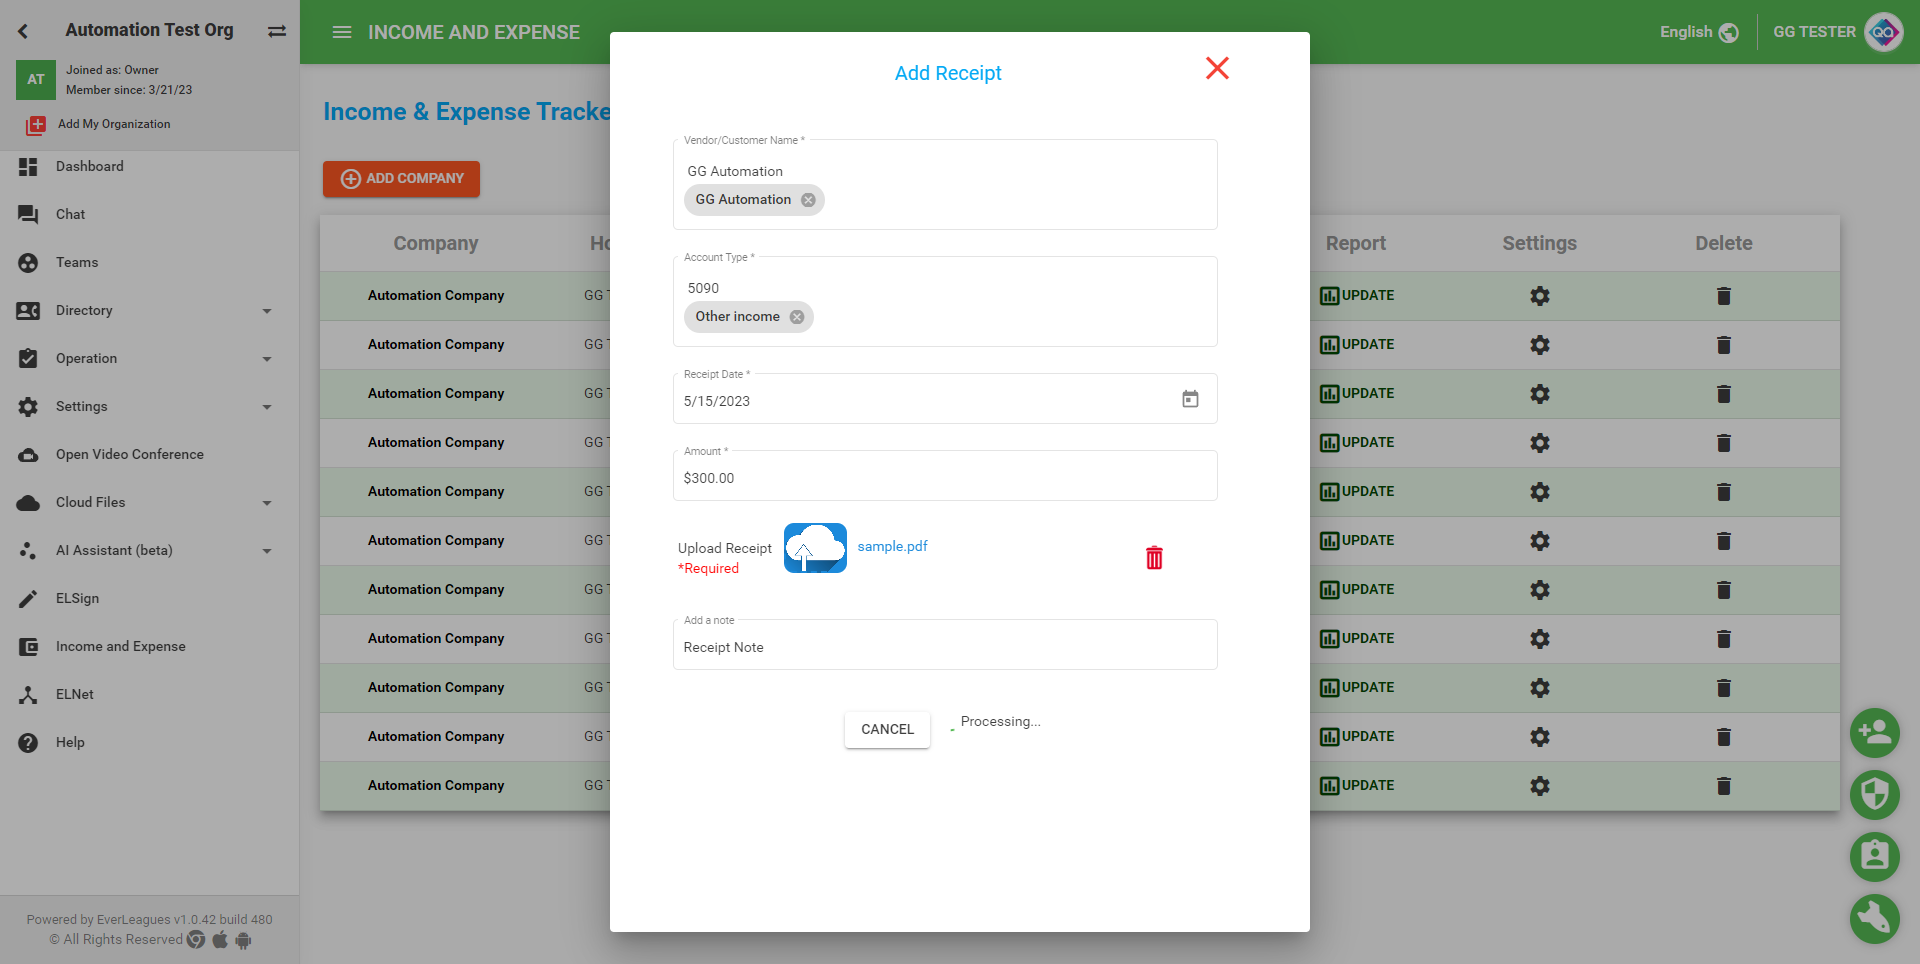 Automation Test Org
AT
Joined as: Owner
Member since: 3/21/23
Add My Organization
Dashboard
Chat
Teams
Directory
Operation
Settings
Open Video Conference
Cloud Files
AI Assistant (beta)
ELSign
Income and Expense
ELNet
Help
Powered by EverLeagues v1.0.42 build 480
© All Rights Reserved
INCOME AND EXPENSE
English
GG TESTER
QA
Income & Expense Tracke
ADD COMPANY
Company Ho Report Settings Delete
Automation Company GG T UPDATE
Automation Company GG T UPDATE
Automation Company GG T UPDATE
Automation Company GG T UPDATE
Automation Company GG T UPDATE
Automation Company GG T UPDATE
Automation Company GG T UPDATE
Automation Company GG T UPDATE
Automation Company GG T UPDATE
Automation Company GG T UPDATE
Automation Company GG T UPDATE
Add Receipt
Vendor/Customer Name *
GG Automation
GG Automation
Account Type *
5090
Other income
Receipt Date *
5/15/2023
Amount *
$300.00
Upload Receipt
*Required
sample.pdf
Add a note
Receipt Note
CANCEL
Processing...